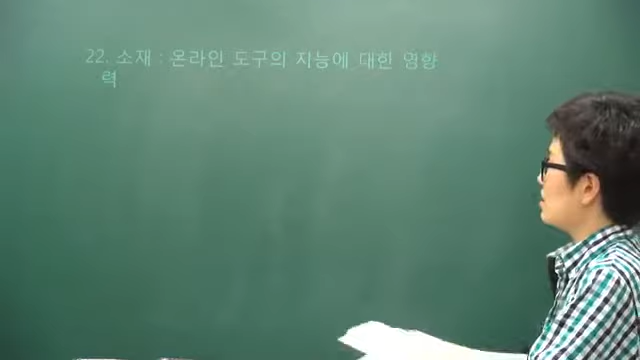 22. 소재 : 온라인 도구의 지능에 대한 영향
력